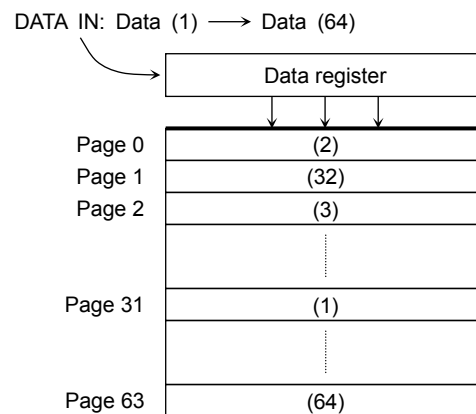 DATA IN: Data (1) → Data (64)
Data register
Page 0 (2)
Page 1 (32)
Page 2 (3)
Page 31 (1)
Page 63 (64)